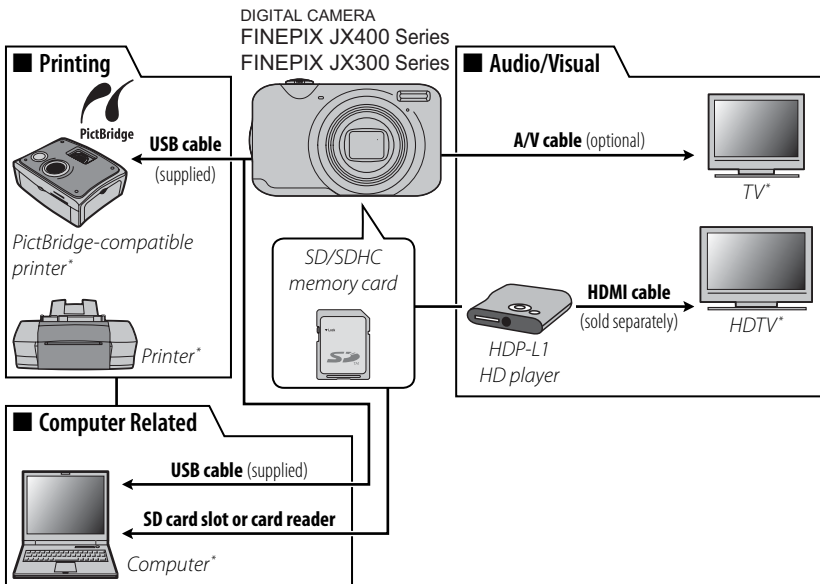 DIGITAL CAMERA
FINEPIX JX400 Series
FINEPIX JX300 Series
■ Printing
PictBridge
USB cable
(supplied)
PictBridge-compatible
printer*
Printer*
■ Audio/Visual
A/V cable (optional)
TV*
SD/SDHC
memory card
Lock
SD
HDMI cable
(sold separately)
HDTV*
HDP-L1
HD player
■ Computer Related
USB cable (supplied)
SD card slot or card reader
Computer*